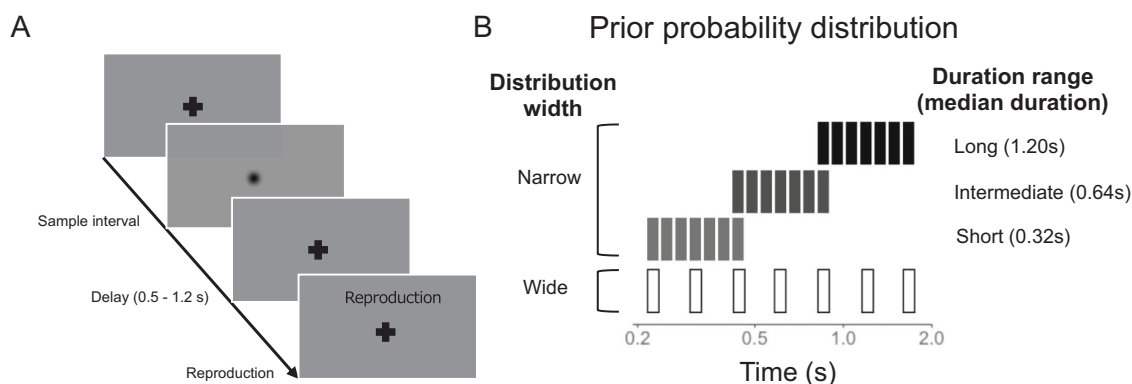 A
Sample interval
Delay (0.5 - 1.2 s)
Reproduction
Reproduction
B
Prior probability distribution
Distribution
width
Duration range
(median duration)
Narrow
Long (1.20s)
Intermediate (0.64s)
Short (0.32s)
Wide
0.2
0.5
1.0
2.0
Time (s)